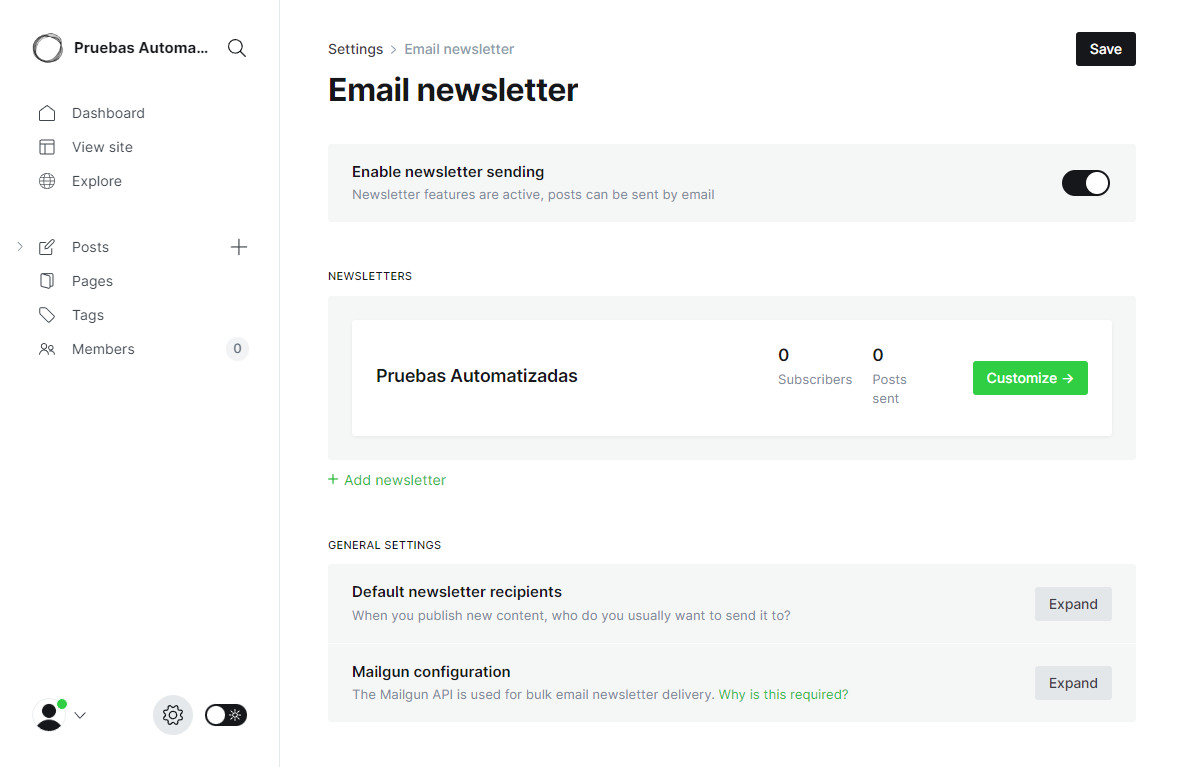 Pruebas Automa...
Dashboard
View site
Explore
Posts
Pages
Tags
Members 0
Settings > Email newsletter
Save
Email newsletter
Enable newsletter sending
Newsletter features are active, posts can be sent by email
NEWSLETTERS
Pruebas Automatizadas
0
Subscribers
0
Posts
sent
Customize →
+ Add newsletter
GENERAL SETTINGS
Default newsletter recipients
When you publish new content, who do you usually want to send it to?
Expand
Mailgun configuration
The Mailgun API is used for bulk email newsletter delivery. Why is this required?
Expand